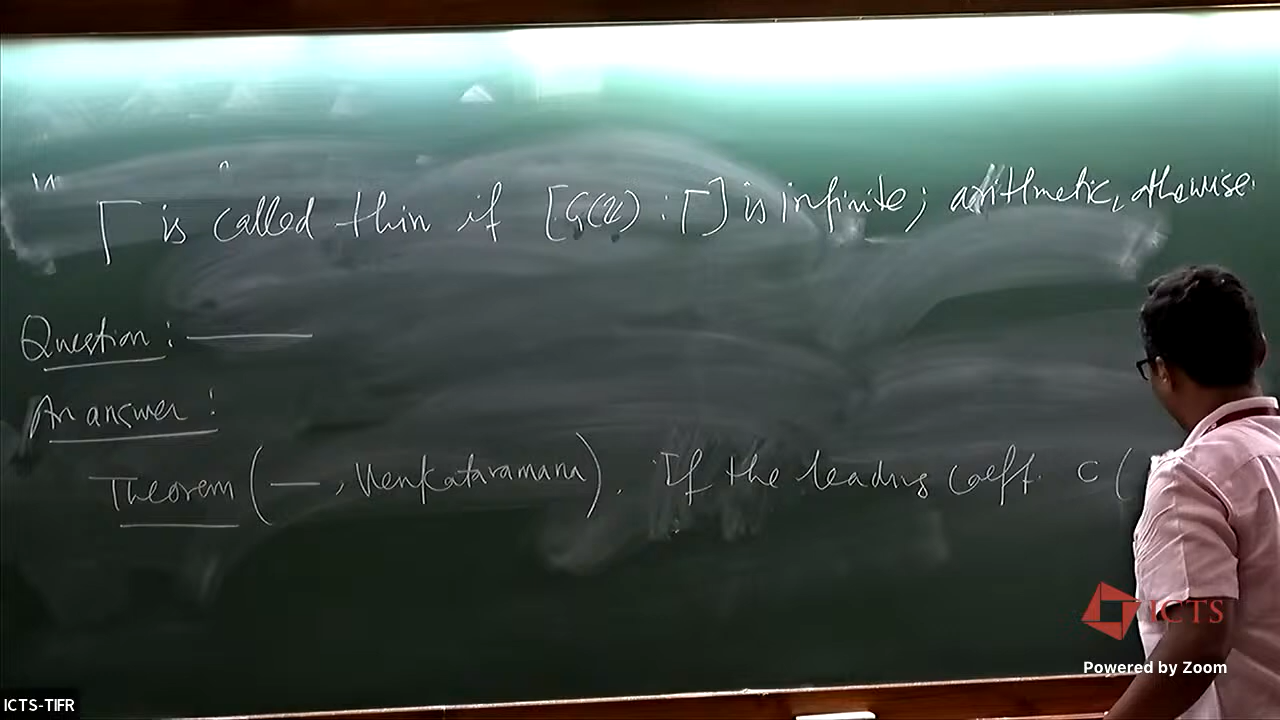 Γ is called thin if [G(Z) : Γ] is infinite; arithmetic, otherwise.
Question : —
An answer :
Theorem ( — , Venkataramana). If the leading coeff. c (
ICTS
Powered by Zoom
ICTS-TIFR